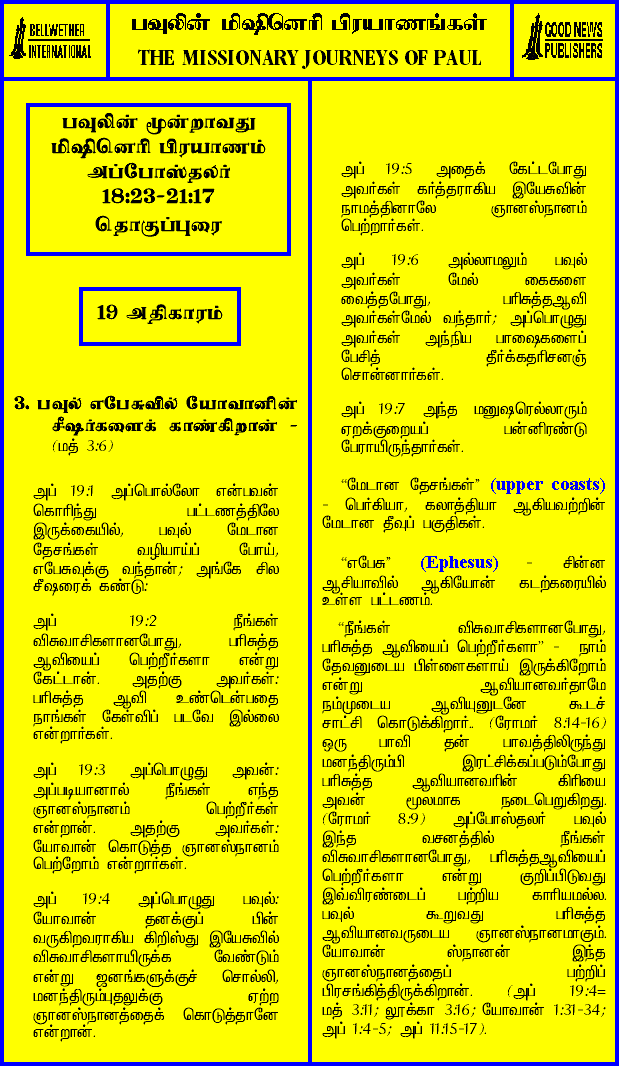 BELLWETHER
INTERNATIONAL
பவுலின் மிஷினெரி பிரயாணங்கள்
THE MISSIONARY JOURNEYS OF PAUL
GOOD NEWS
PUBLISHERS
பவுலின் மூன்றாவது
மிஷினெரி பிரயாணம்
அப்போஸ்தலர்
18:23-21:17
தொகுப்புரை
19 அதிகாரம்
3. பவுல் எபேசுவில் யோவானின்
சீஷர்களைக் காண்கிறான் -
(மத் 3:6)
அப் 19:1 அப்பொல்லோ என்பவன்
கொரிந்து பட்டணத்திலே
இருக்கையில், பவுல் மேடான
தேசங்கள் வழியாய்ப் போய்,
எபேசுவுக்கு வந்தான்; அங்கே சில
சீஷரைக் கண்டு:
அப் 19:2 நீங்கள்
விசுவாசிகளானபோது, பரிசுத்த
ஆவியைப் பெற்றீர்களா என்று
கேட்டான். அதற்கு அவர்கள்:
பரிசுத்த ஆவி உண்டென்பதை
நாங்கள் கேள்விப் படவே இல்லை
என்றார்கள்.
அப் 19:3 அப்பொழுது அவன்:
அப்படியானால் நீங்கள் எந்த
ஞானஸ்நானம் பெற்றீர்கள்
என்றான். அதற்கு அவர்கள்:
யோவான் கொடுத்த ஞானஸ்நானம்
பெற்றோம் என்றார்கள்.
அப் 19:4 அப்பொழுது பவுல்:
யோவான் தனக்குப் பின்
வருகிறவராகிய கிறிஸ்து இயேசுவில்
விசுவாசிகளாயிருக்க வேண்டும்
என்று ஜனங்களுக்குச் சொல்லி,
மனந்திரும்புதலுக்கு ஏற்ற
ஞானஸ்நானத்தைக் கொடுத்தானே
என்றான்.
அப் 19:5 அதைக் கேட்டபோது
அவர்கள் கர்த்தராகிய இயேசுவின்
நாமத்தினாலே ஞானஸ்நானம்
பெற்றார்கள்.
அப் 19:6 அல்லாமலும் பவுல்
அவர்கள் மேல் கைகளை
வைத்தபோது, பரிசுத்தஆவி
அவர்கள்மேல் வந்தார்; அப்பொழுது
அவர்கள் அந்நிய பாஷைகளைப்
பேசித் தீர்க்கதரிசனஞ்
சொன்னார்கள்.
அப் 19:7 அந்த மனுஷரெல்லாரும்
ஏறக்குறையப் பன்னிரண்டு
பேராயிருந்தார்கள்.
“மேடான தேசங்கள்” (upper coasts)
- பெர்கியா, கலாத்தியா ஆகியவற்றின்
மேடான தீவுப் பகுதிகள்.
“எபேசு” (Ephesus) - சின்ன
ஆசியாவில் ஆகியோன் கடற்கரையில்
உள்ள பட்டணம்.
“நீங்கள் விசுவாசிகளானபோது,
பரிசுத்த ஆவியைப் பெற்றீர்களா” - நாம்
தேவனுடைய பிள்ளைகளாய் இருக்கிறோம்
என்று ஆவியானவர்தாமே
நம்முடைய ஆவியுனுடனே கூடச்
சாட்சி கொடுக்கிறார்.. (ரோமர் 8:14-16)
ஒரு பாவி தன் பாவத்திலிருந்து
மனந்திரும்பி இரட்சிக்கப்படும்போது
பரிசுத்த ஆவியானவரின் கிரியை
அவன் மூலமாக நடைபெறுகிறது.
(ரோமர் 8:9) அப்போஸ்தலர் பவுல்
இந்த வசனத்தில் நீங்கள்
விசுவாசிகளானபோது, பரிசுத்தஆவியைப்
பெற்றீர்களா என்று குறிப்பிடுவது
இவ்விரண்டைப் பற்றிய காரியமல்ல.
பவுல் கூறுவது பரிசுத்த
ஆவியானவருடைய ஞானஸ்நானமாகும்.
யோவான் ஸ்நானன் இந்த
ஞானஸ்நானத்தைப் பற்றிப்
பிரசங்கித்திருக்கிறான். (அப் 19:4=
மத் 3:11; லூக்கா 3:16; யோவான் 1:31-34;
அப் 1:4-5; அப் 11:15-17).